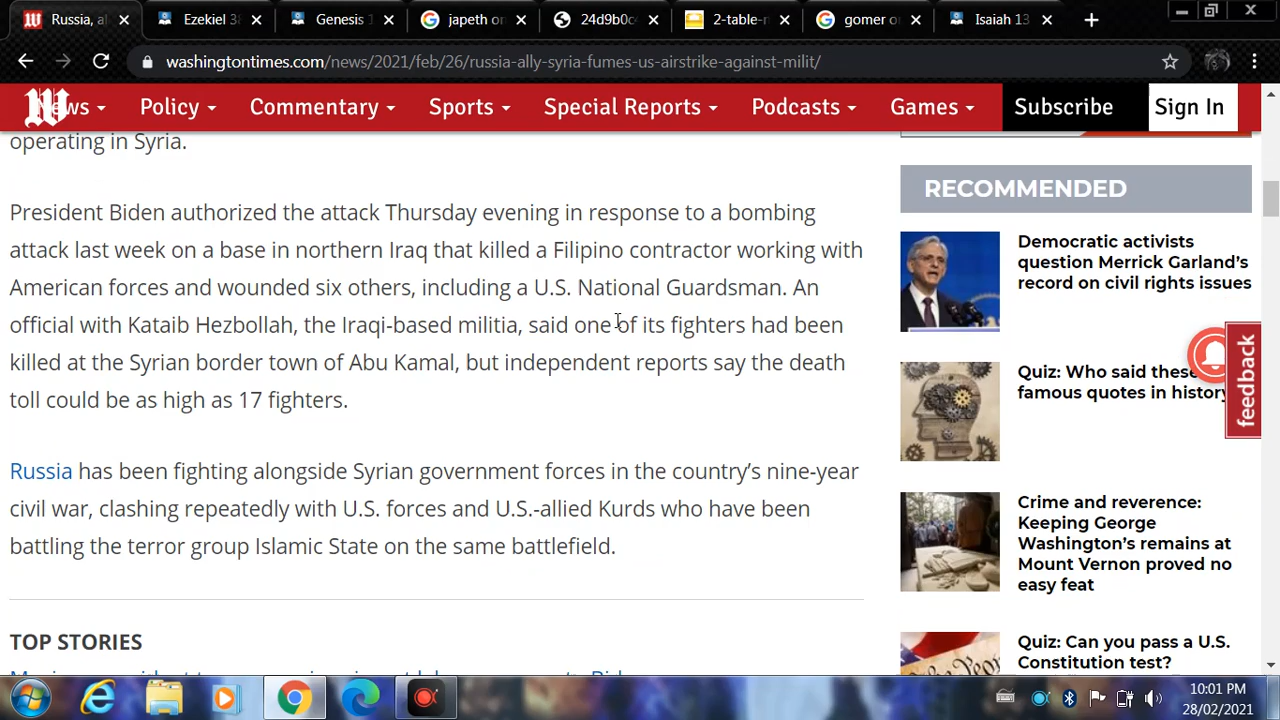 Russia, al
Ezekiel 38
Genesis 1
japeth or
24d9b0c
2-table-n
gomer o
Isaiah 13
washingtontimes.com/news/2021/feb/26/russia-ally-syria-fumes-us-airstrike-against-milit/
News
Policy
Commentary
Sports
Special Reports
Podcasts
Games
Subscribe
Sign In
operating in Syria.
President Biden authorized the attack Thursday evening in response to a bombing
attack last week on a base in northern Iraq that killed a Filipino contractor working with
American forces and wounded six others, including a U.S. National Guardsman. An
official with Kataib Hezbollah, the Iraqi-based militia, said one of its fighters had been
killed at the Syrian border town of Abu Kamal, but independent reports say the death
toll could be as high as 17 fighters.
Russia has been fighting alongside Syrian government forces in the country's nine-year
civil war, clashing repeatedly with U.S. forces and U.S.-allied Kurds who have been
battling the terror group Islamic State on the same battlefield.
TOP STORIES
RECOMMENDED
Democratic activists
question Merrick Garland's
record on civil rights issues
Quiz: Who said these
famous quotes in history
Crime and reverence:
Keeping George
Washington's remains at
Mount Vernon proved no
easy feat
Quiz: Can you pass a U.S.
Constitution test?
feedback
10:01 PM
28/02/2021